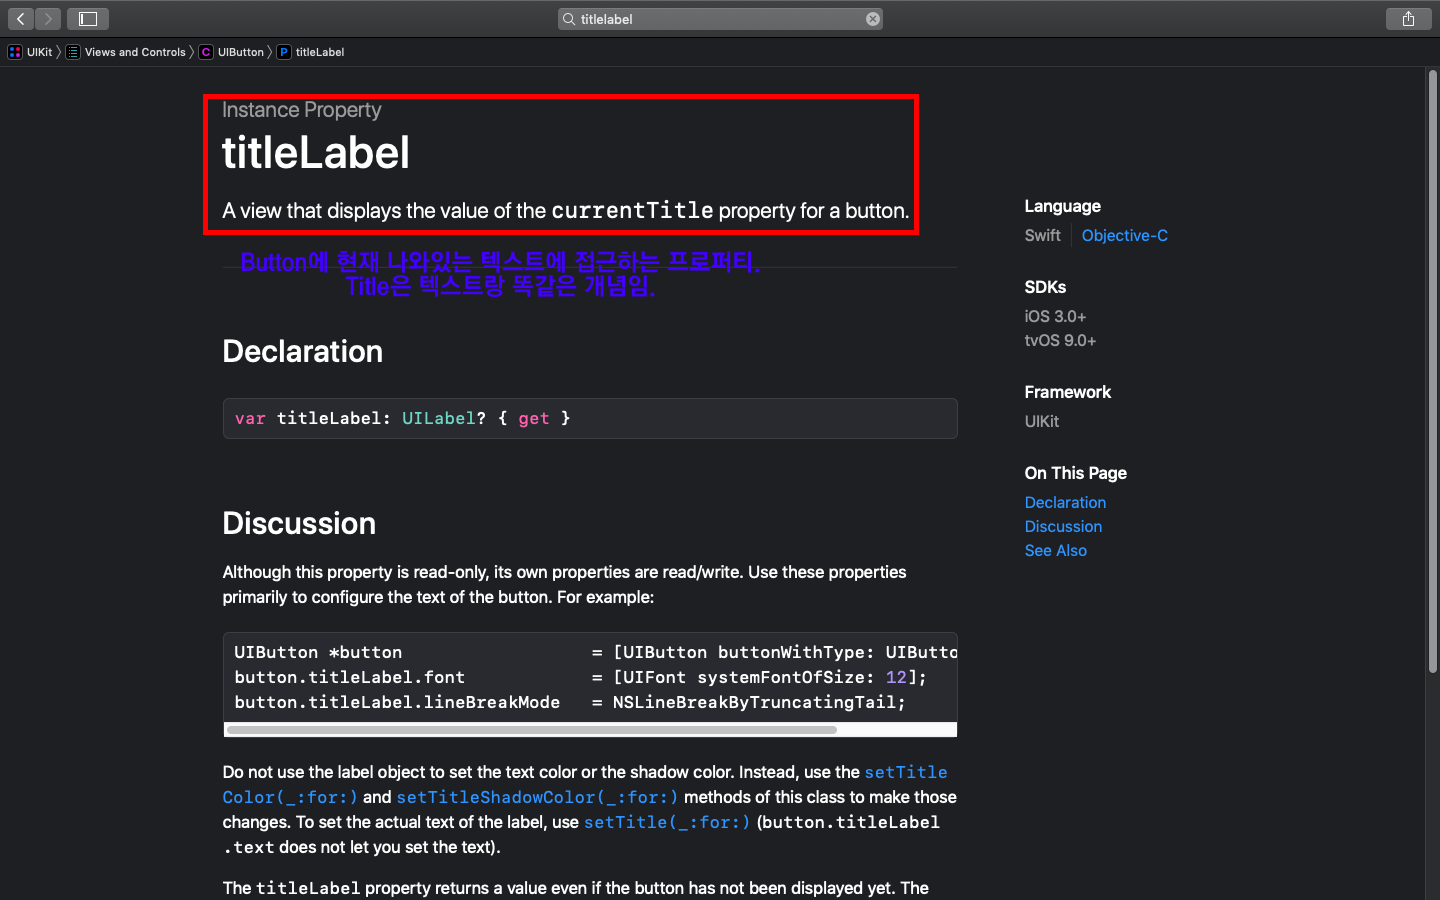 titlelabel
UIKit Views and Controls UIButton titleLabel
C
P
Instance Property
titleLabel
A view that displays the value of the currentTitle property for a button.
Button에 현재 나와있는 텍스트에 접근하는 프로퍼티.
Title은 텍스트랑 똑같은 개념임.
Declaration
var titleLabel: UILabel? { get }
Discussion
Although this property is read-only, its own properties are read/write. Use these properties
primarily to configure the text of the button. For example:
UIButton *button = [UIButton buttonWithType: UIButto
button.titleLabel.font = [UIFont systemFontOfSize: 12];
button.titleLabel.lineBreakMode = NSLineBreakByTruncatingTail;
Do not use the label object to set the text color or the shadow color. Instead, use the setTitle
Color(_:for:) and setTitleShadowColor(_:for:) methods of this class to make those
changes. To set the actual text of the label, use setTitle(_:for:) (button.titleLabel
.text does not let you set the text).
The titleLabel property returns a value even if the button has not been displayed yet. The
Language
Swift Objective-C
SDKs
iOS 3.0+
tvOS 9.0+
Framework
UIKit
On This Page
Declaration
Discussion
See Also